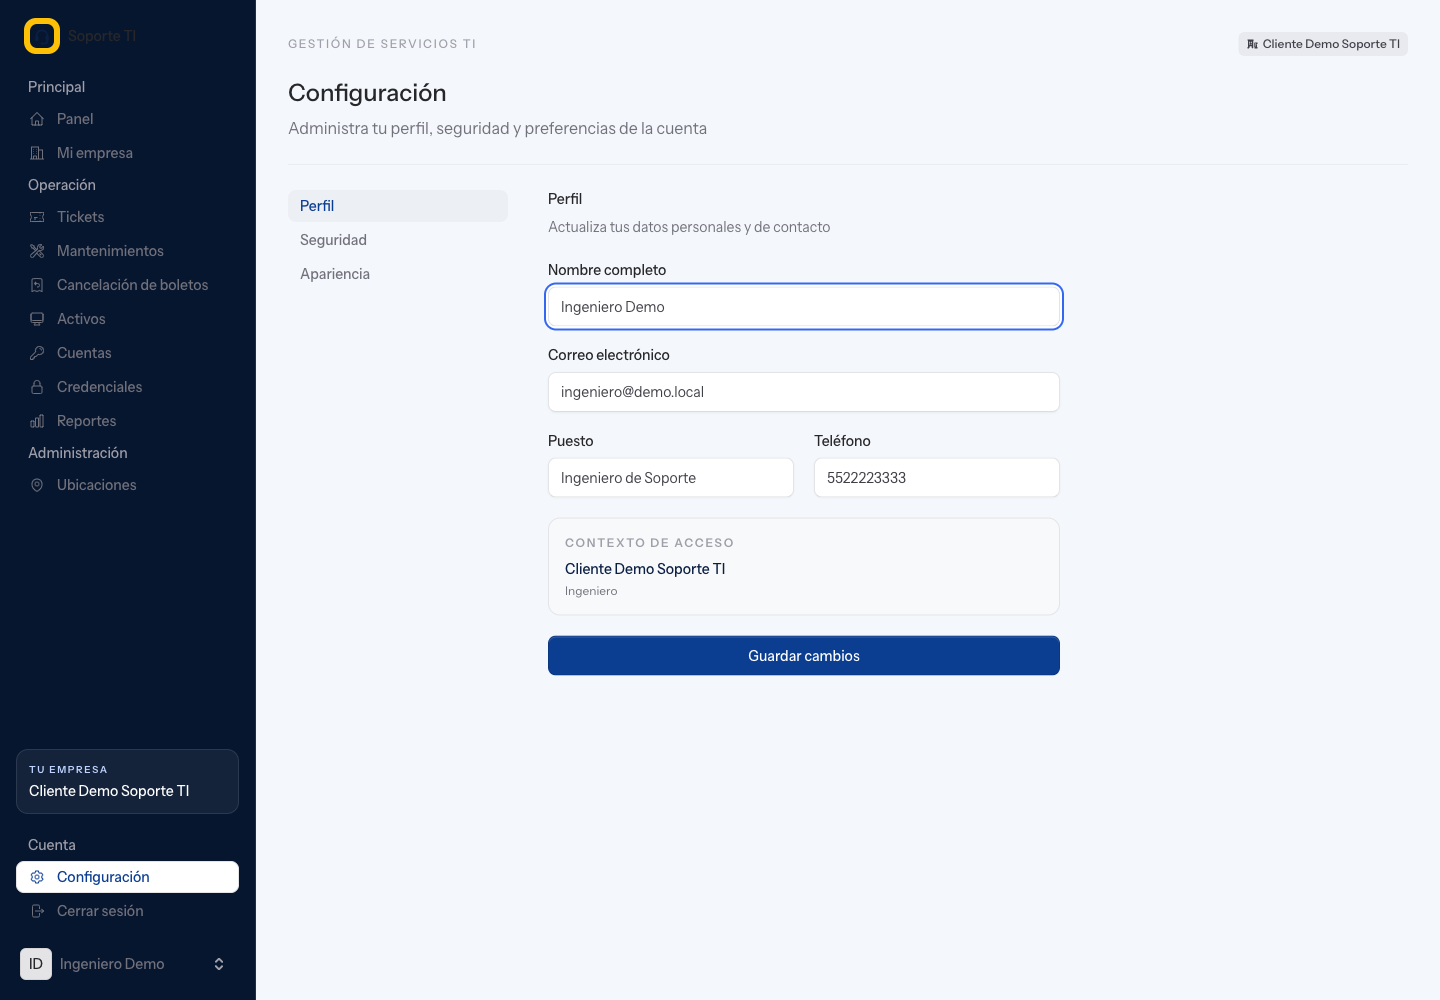 Soporte TI
Principal
Panel
Mi empresa
Operación
Tickets
Mantenimientos
Cancelación de boletos
Activos
Cuentas
Credenciales
Reportes
Administración
Ubicaciones
TU EMPRESA
Cliente Demo Soporte TI
Cuenta
Configuración
Cerrar sesión
ID Ingeniero Demo
GESTIÓN DE SERVICIOS TI
Cliente Demo Soporte TI
Configuración
Administra tu perfil, seguridad y preferencias de la cuenta
Perfil
Seguridad
Apariencia
Perfil
Actualiza tus datos personales y de contacto
Nombre completo
Ingeniero Demo
Correo electrónico
ingeniero@demo.local
Puesto
Ingeniero de Soporte
Teléfono
5522223333
CONTEXTO DE ACCESO
Cliente Demo Soporte TI
Ingeniero
Guardar cambios